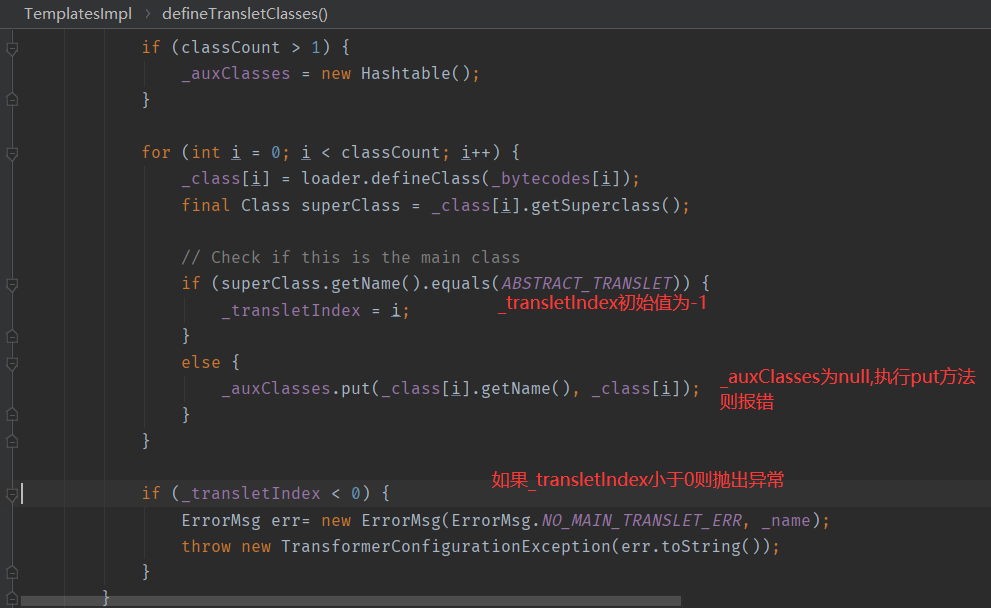 TemplatesImpl › defineTransletClasses()
if (classCount > 1) {
_auxClasses = new Hashtable();
}
for (int i = 0; i < classCount; i++) {
_class[i] = loader.defineClass(_bytecodes[i]);
final Class superClass = _class[i].getSuperclass();
// Check if this is the main class
if (superClass.getName().equals(ABSTRACT_TRANSLET)) {
_transletIndex初始值为-1
_transletIndex = i;
}
else {
_auxClasses.put(_class[i].getName(), _class[i]);
_auxClasses为null,执行put方法
则报错
}
}
如果_transletIndex小于0则抛出异常
if (_transletIndex < 0) {
ErrorMsg err= new ErrorMsg(ErrorMsg.NO_MAIN_TRANSLET_ERR, _name);
throw new TransformerConfigurationException(err.toString());
}
}